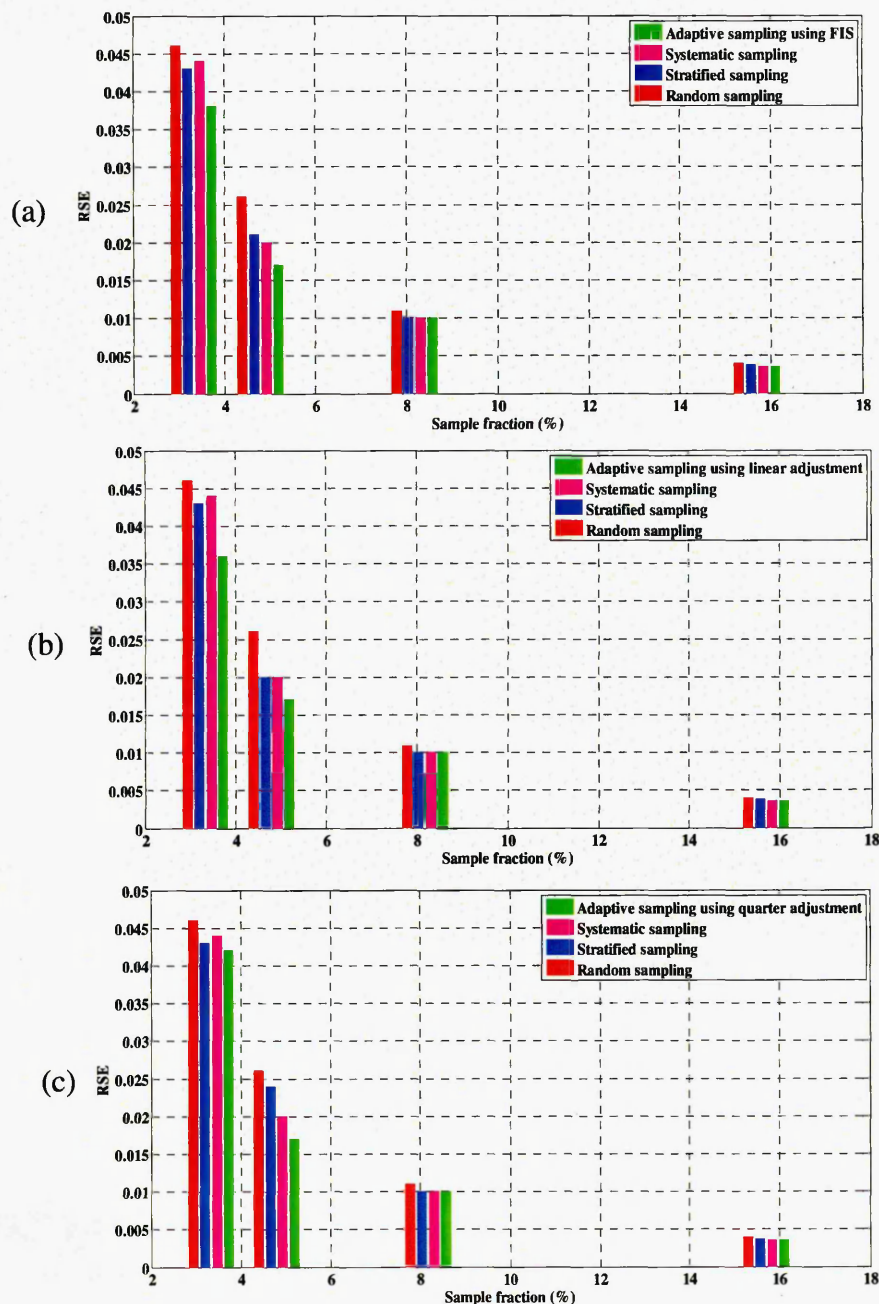 (a)
RSE
0.05
0.045
0.04
0.035
0.03
0.025
0.02
0.015
0.01
0.005
0
2 4 6 8 10 12 14 16 18
Sample fraction (%)
Adaptive sampling using FIS
Systematic sampling
Stratified sampling
Random sampling
(b)
RSE
0.05
0.045
0.04
0.035
0.03
0.025
0.02
0.015
0.01
0.005
0
2 4 6 8 10 12 14 16 18
Sample fraction (%)
Adaptive sampling using linear adjustment
Systematic sampling
Stratified sampling
Random sampling
(c)
RSE
0.05
0.045
0.04
0.035
0.03
0.025
0.02
0.015
0.01
0.005
0
2 4 6 8 10 12 14 16 18
Sample fraction (%)
Adaptive sampling using quarter adjustment
Systematic sampling
Stratified sampling
Random sampling